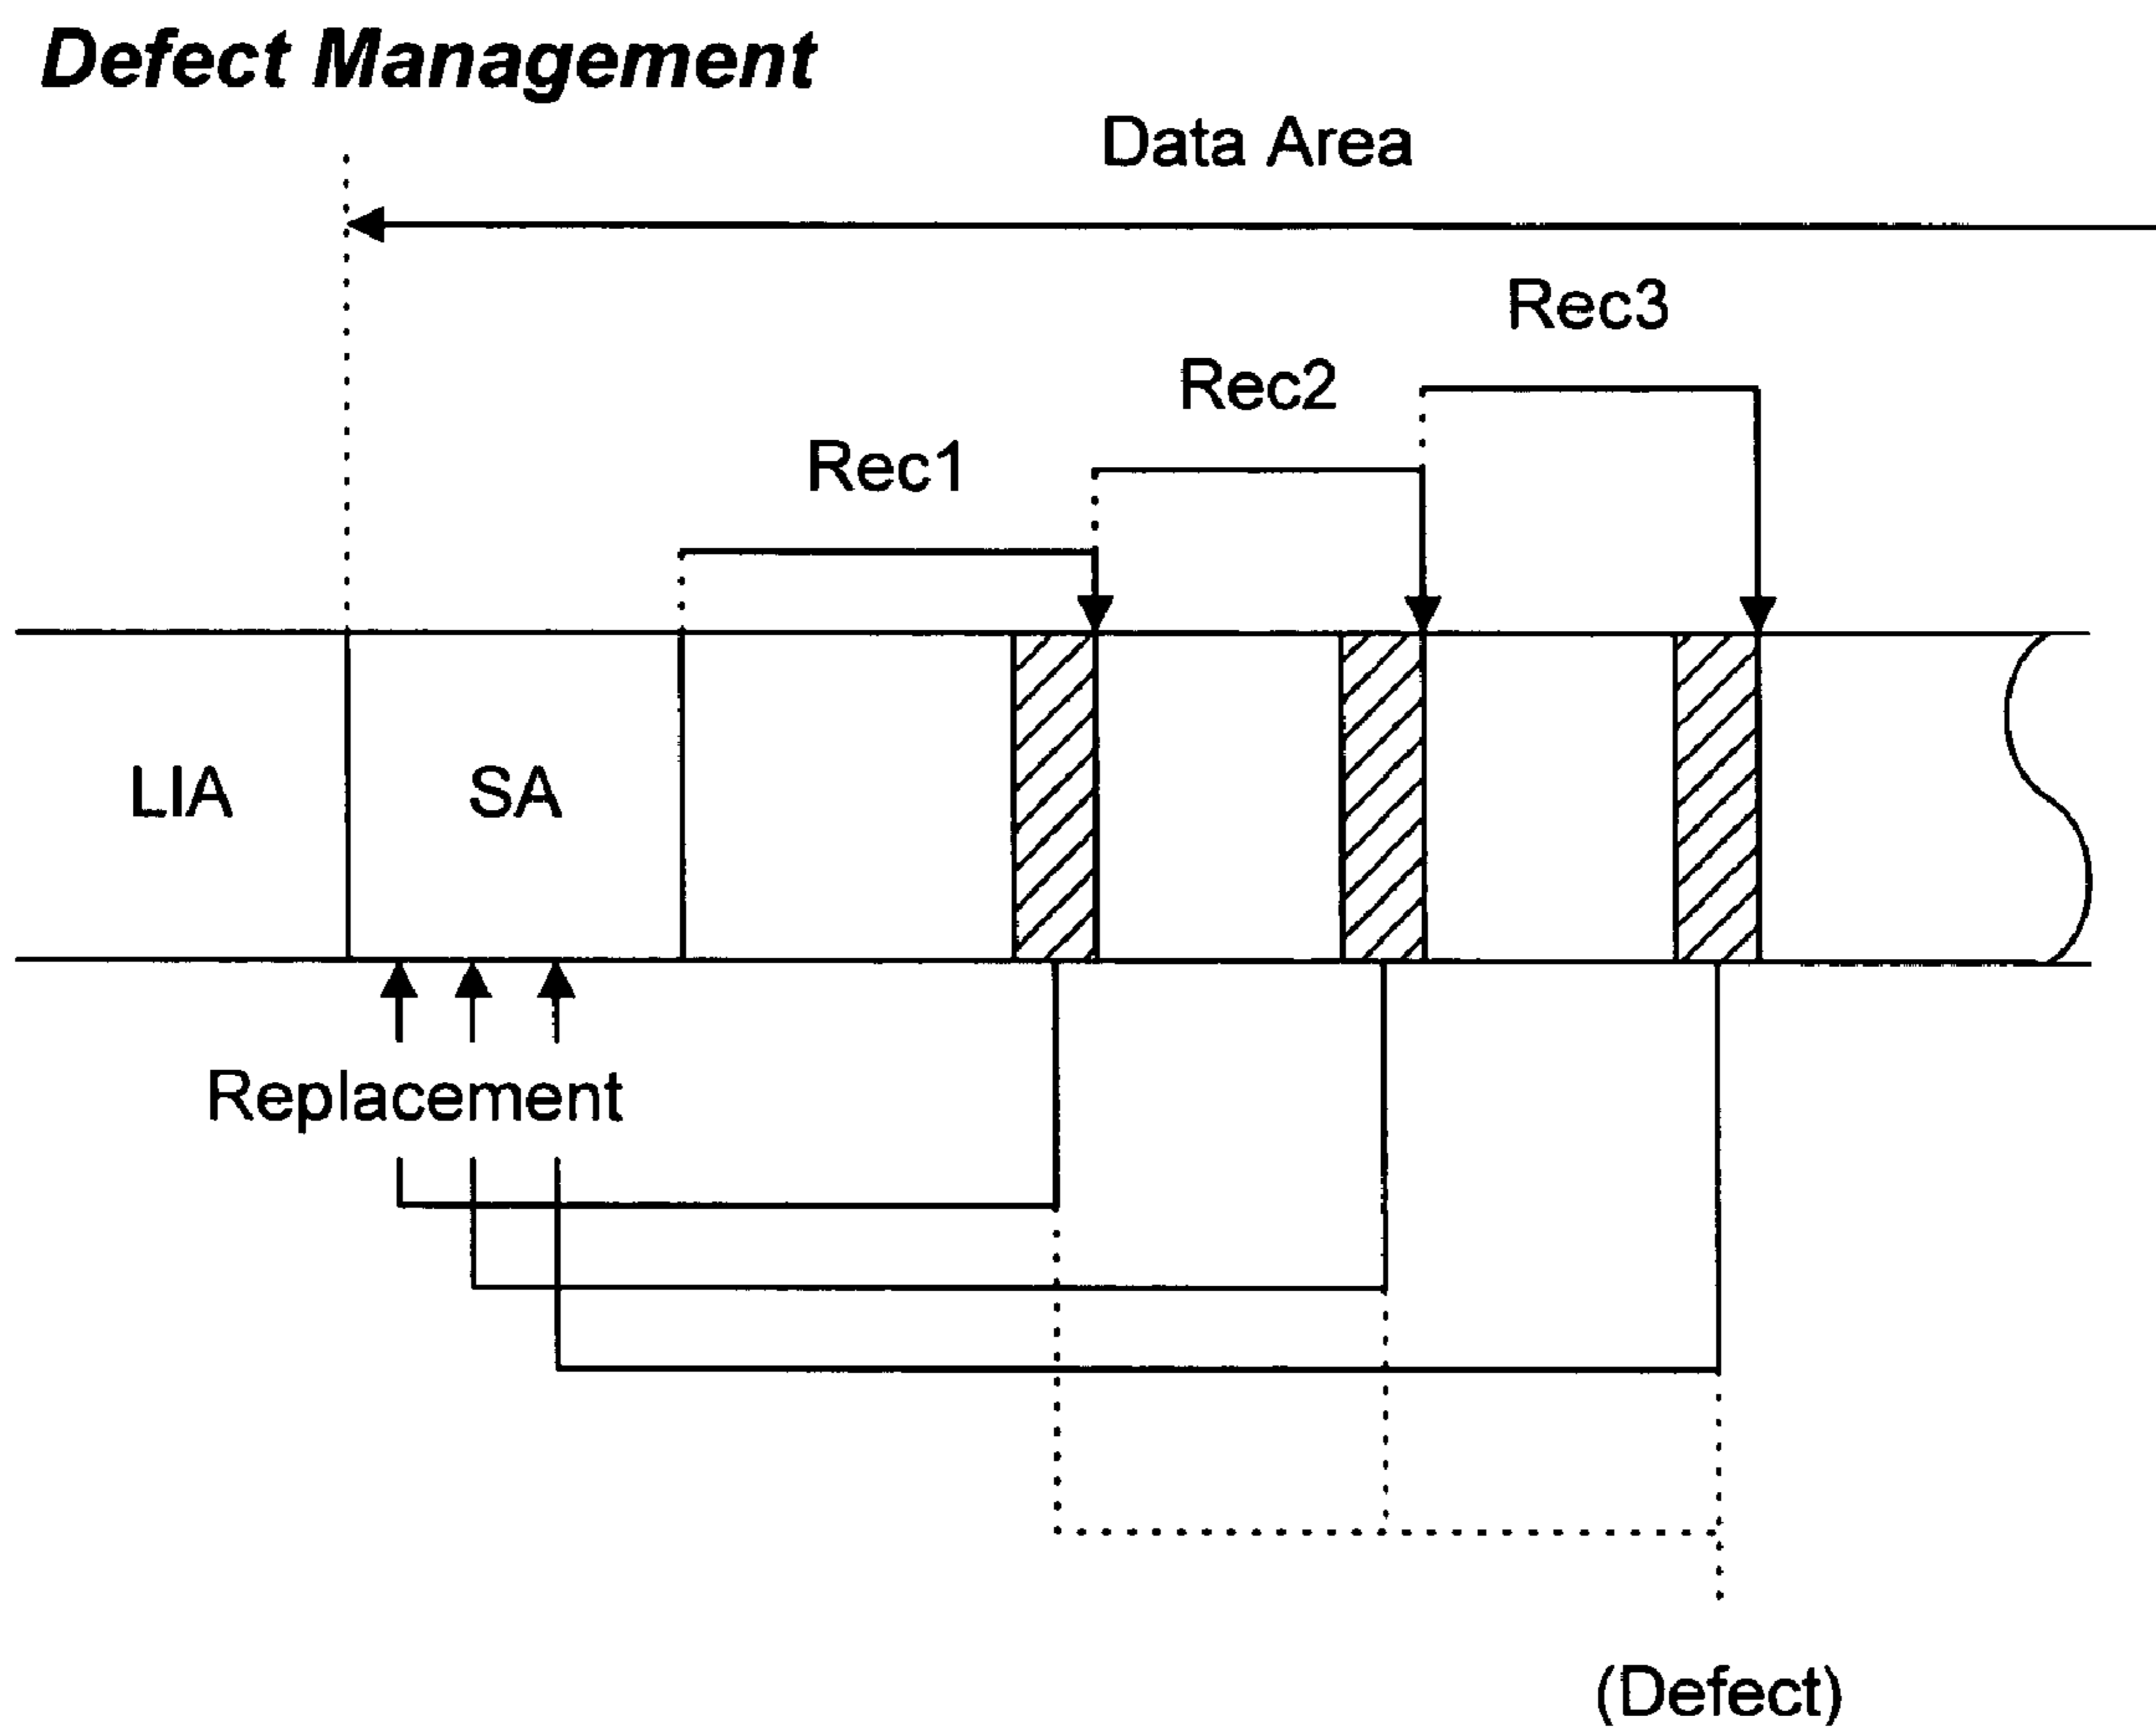 Defect Management
Data Area
Rec3
Rec2
Rec1
LIA
SA
Replacement
(Defect)